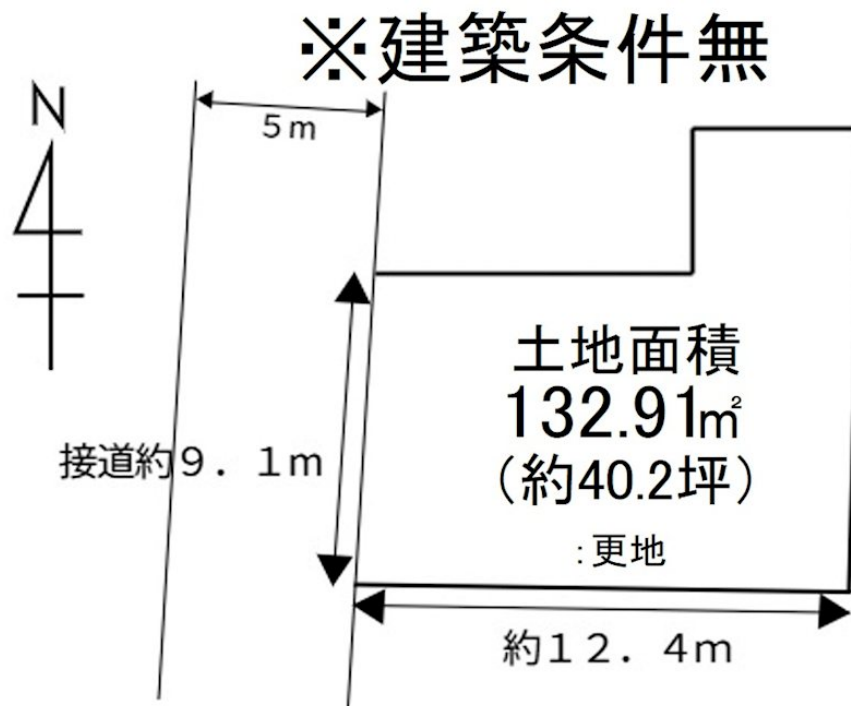 ※建築条件無
N
5m
土地面積
132.91㎡
(約40.2坪)
接道約9．1m
:更地
約12．4m